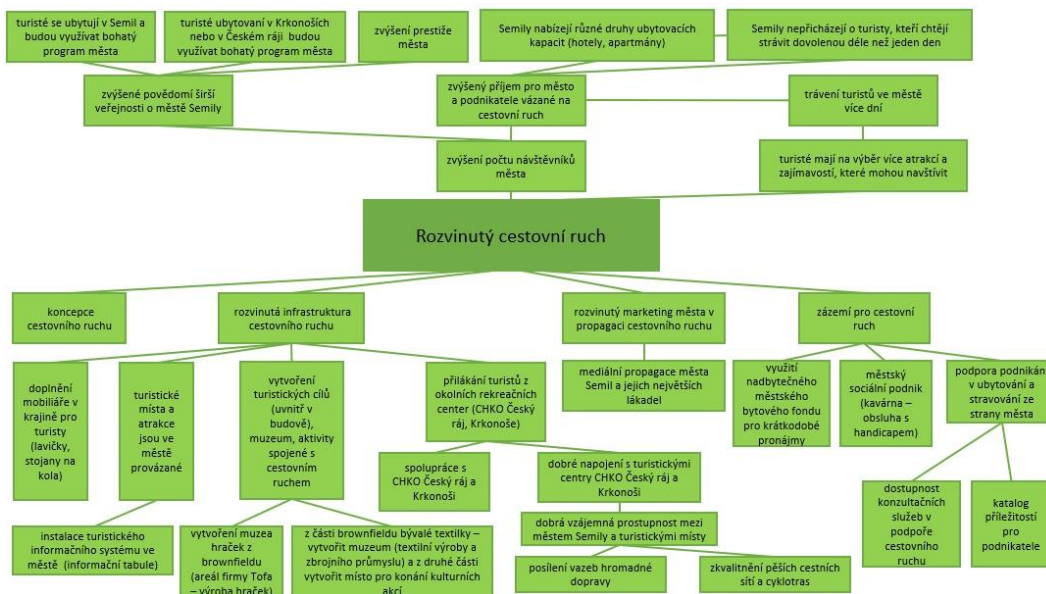 turisté se ubytují v Semil a
budou využívat bohatý
program města
turisté ubytovaní v Krkonoších
nebo v Českém ráji budou
využívat bohatý program města
zvýšení prestiže
města
Semily nabízejí různé druhy ubytovacích
kapacit (hotely, apartmány)
Semily nepřicházejí o turisty, kteří chtějí
strávit dovolenou déle než jeden den
zvýšené povědomí širší
veřejnosti o městě Semily
zvýšený příjem pro město
a podnikatele vázané na
cestovní ruch
trávení turistů ve městě
více dní
zvýšení počtu návštěvníků
města
turisté mají na výběr více atrakcí a
zajímavostí, které mohou navštívit
Rozvinutý cestovní ruch
koncepce
cestovního ruchu
rozvinutá infrastruktura
cestovního ruchu
rozvinutý marketing města v
propagaci cestovního ruchu
zázemí pro cestovní
ruch
doplnění
mobiliáře v
krajině pro
turisty
(lavičky,
stojany na
kola)
turistické
místa a
atrakce
jsou ve
městě
provázané
vytvoření
turistických cílů
(uvnitř v
budově),
muzeum, aktivity
spojené s
cestovním
ruchem
přilákání turistů z
okolních rekreačních
center (CHKO Český
ráj, Krkonoše)
mediální propagace města
Semil a jejich největších
lákadel
využití
nadbytečného
městského
bytového fondu
pro krátkodobé
pronájmy
městský
sociální podnik
(kavárna –
obsluha s
handicapem)
podpora podnikán
v ubytování a
stravování ze
strany města
spolupráce s
CHKO Český ráj a
Krkonoši
dobré napojení s turistickými
centry CHKO Český ráj a
Krkonoši
instalace turistického
informačního systému ve
městě (informační tabule)
vytvoření muzea
hraček z
brownfieldu
(areál firmy Tofa
– výroba hraček)
z části brownfieldu bývalé textilky –
vytvořit muzeum (textilní výroby a
zbrojního průmyslu) a z druhé části
vytvořit místo pro konání kulturních
akcí
dobrá vzájemná prostupnost mezi
městem Semily a turistickými místy
posílení vazeb hromadné
dopravy
zkvalitnění pěších cestních
sítí a cyklotras
dostupnost
konzultačních
služeb v
podpoře
cestovního
ruchu
katalog
příležitostí
pro
podnikatele